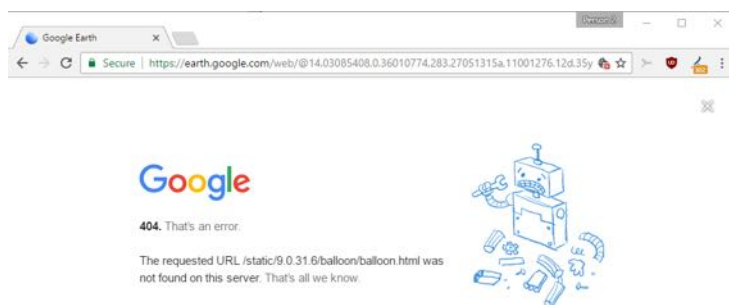 Person 2
Google Earth
Secure | https://earth.google.com/web/@14.03085408,0.36010774,283.27051315a,11001276.12d,35y
Google
404. That's an error.
The requested URL /static/9.0.31.6/balloon/balloon.html was
not found on this server. That's all we know.